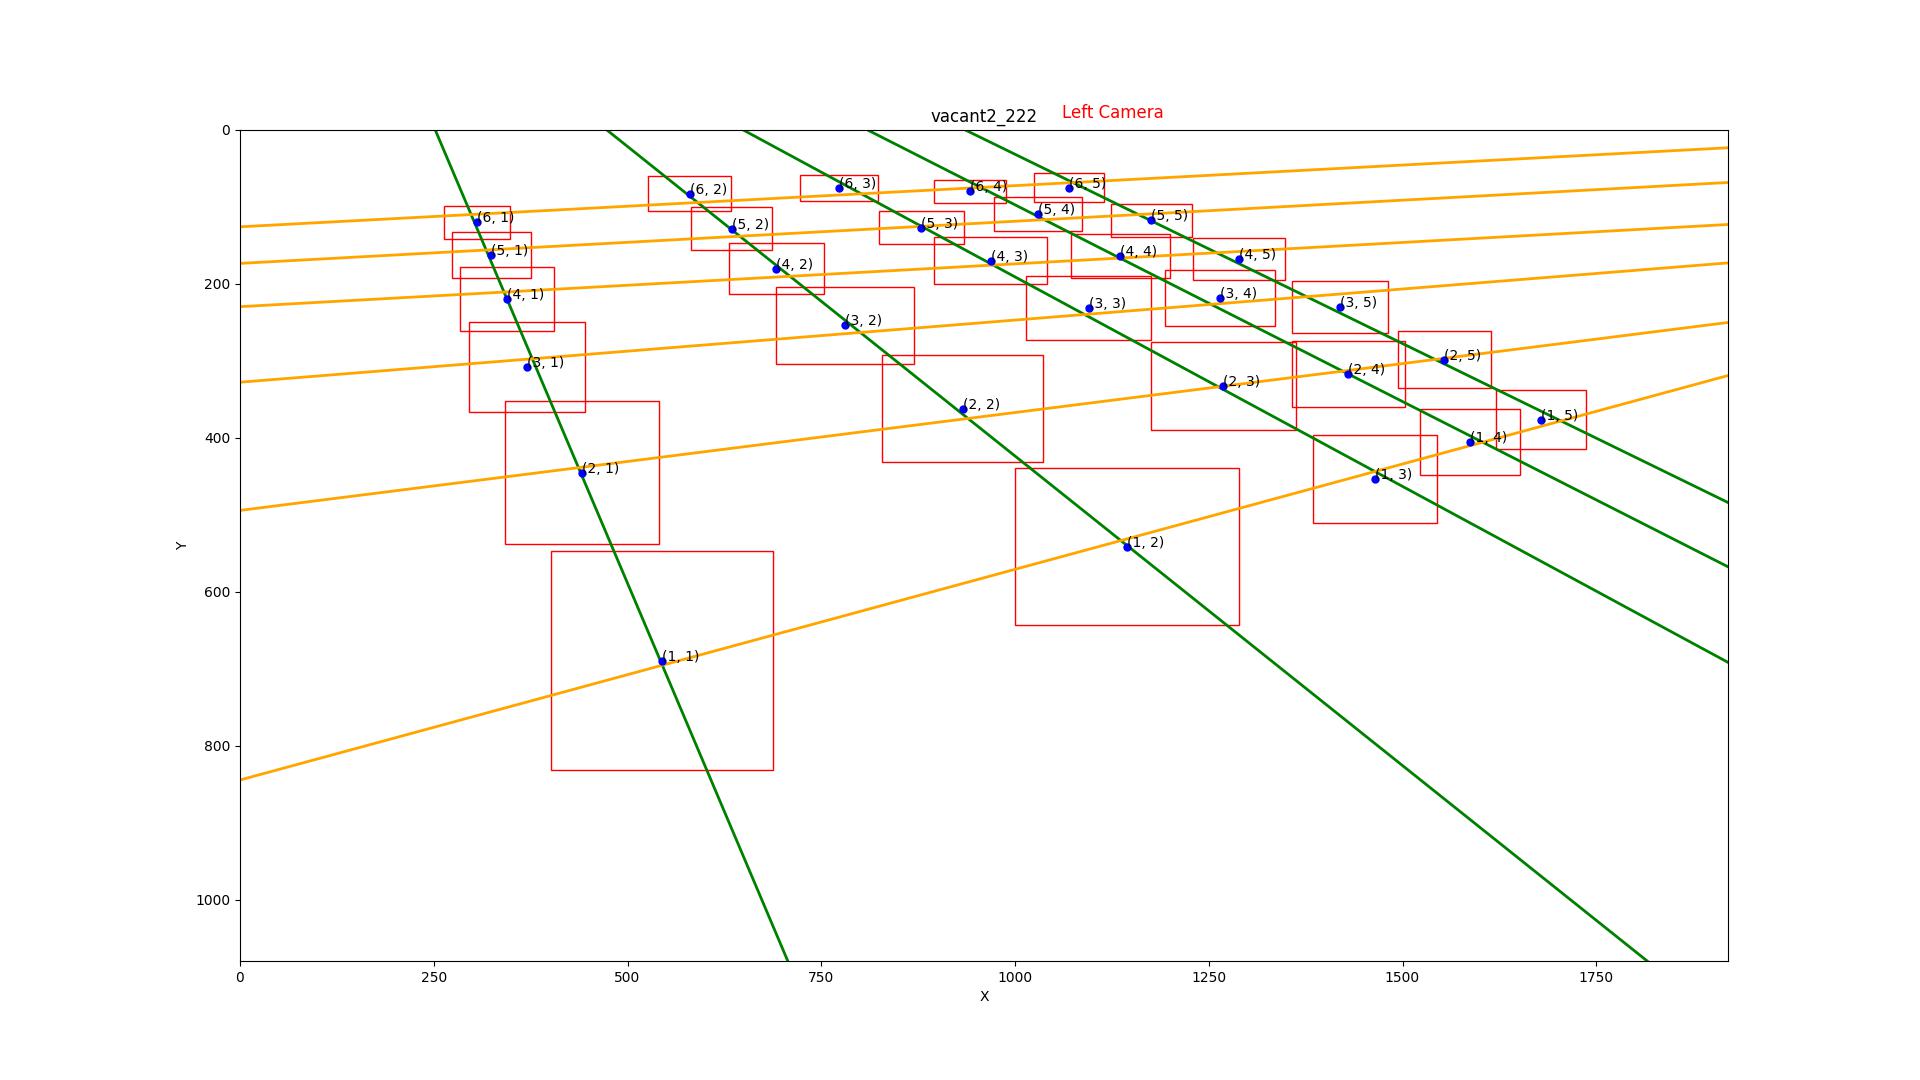 vacant2_222 Left Camera
0
(6, 2) (6, 3) (6, 4) (6, 5)
(6, 1) (5, 2) (5, 3) (5, 4) (5, 5)
(5, 1) (4, 2) (4, 3) (4, 4) (4, 5)
200
(4, 1) (3, 2) (3, 3) (3, 4) (3, 5)
(3, 1) (2, 2) (2, 3) (2, 4) (2, 5)
400
(2, 1) (1, 3) (1, 4) (1, 5)
Y
(1, 2)
600
(1, 1)
800
1000
0 250 500 750 1000 1250 1500 1750
X